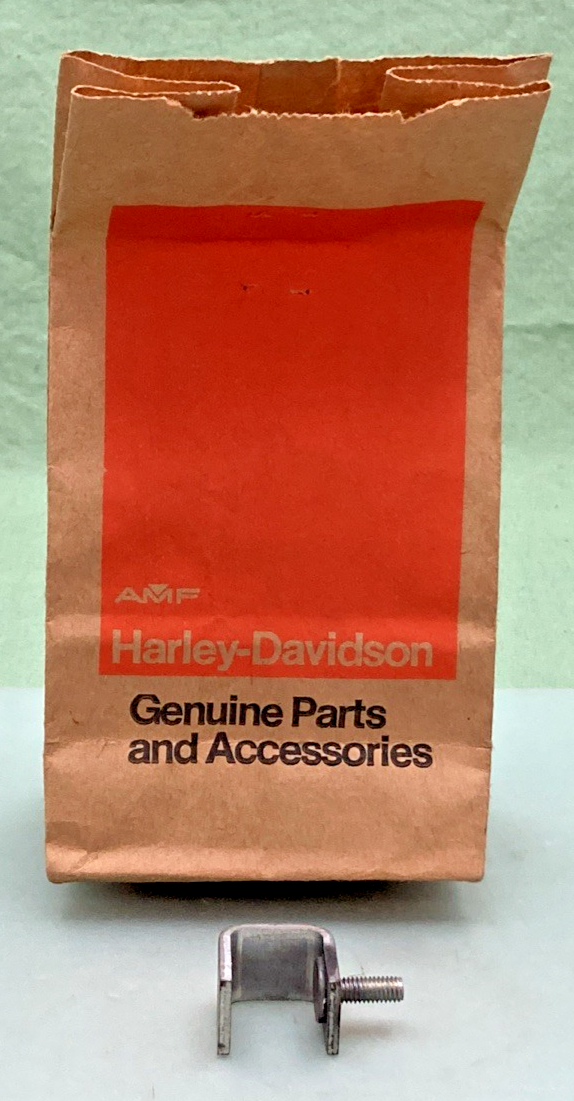 AMF
Harley-Davidson
Genuine Parts
and Accessories